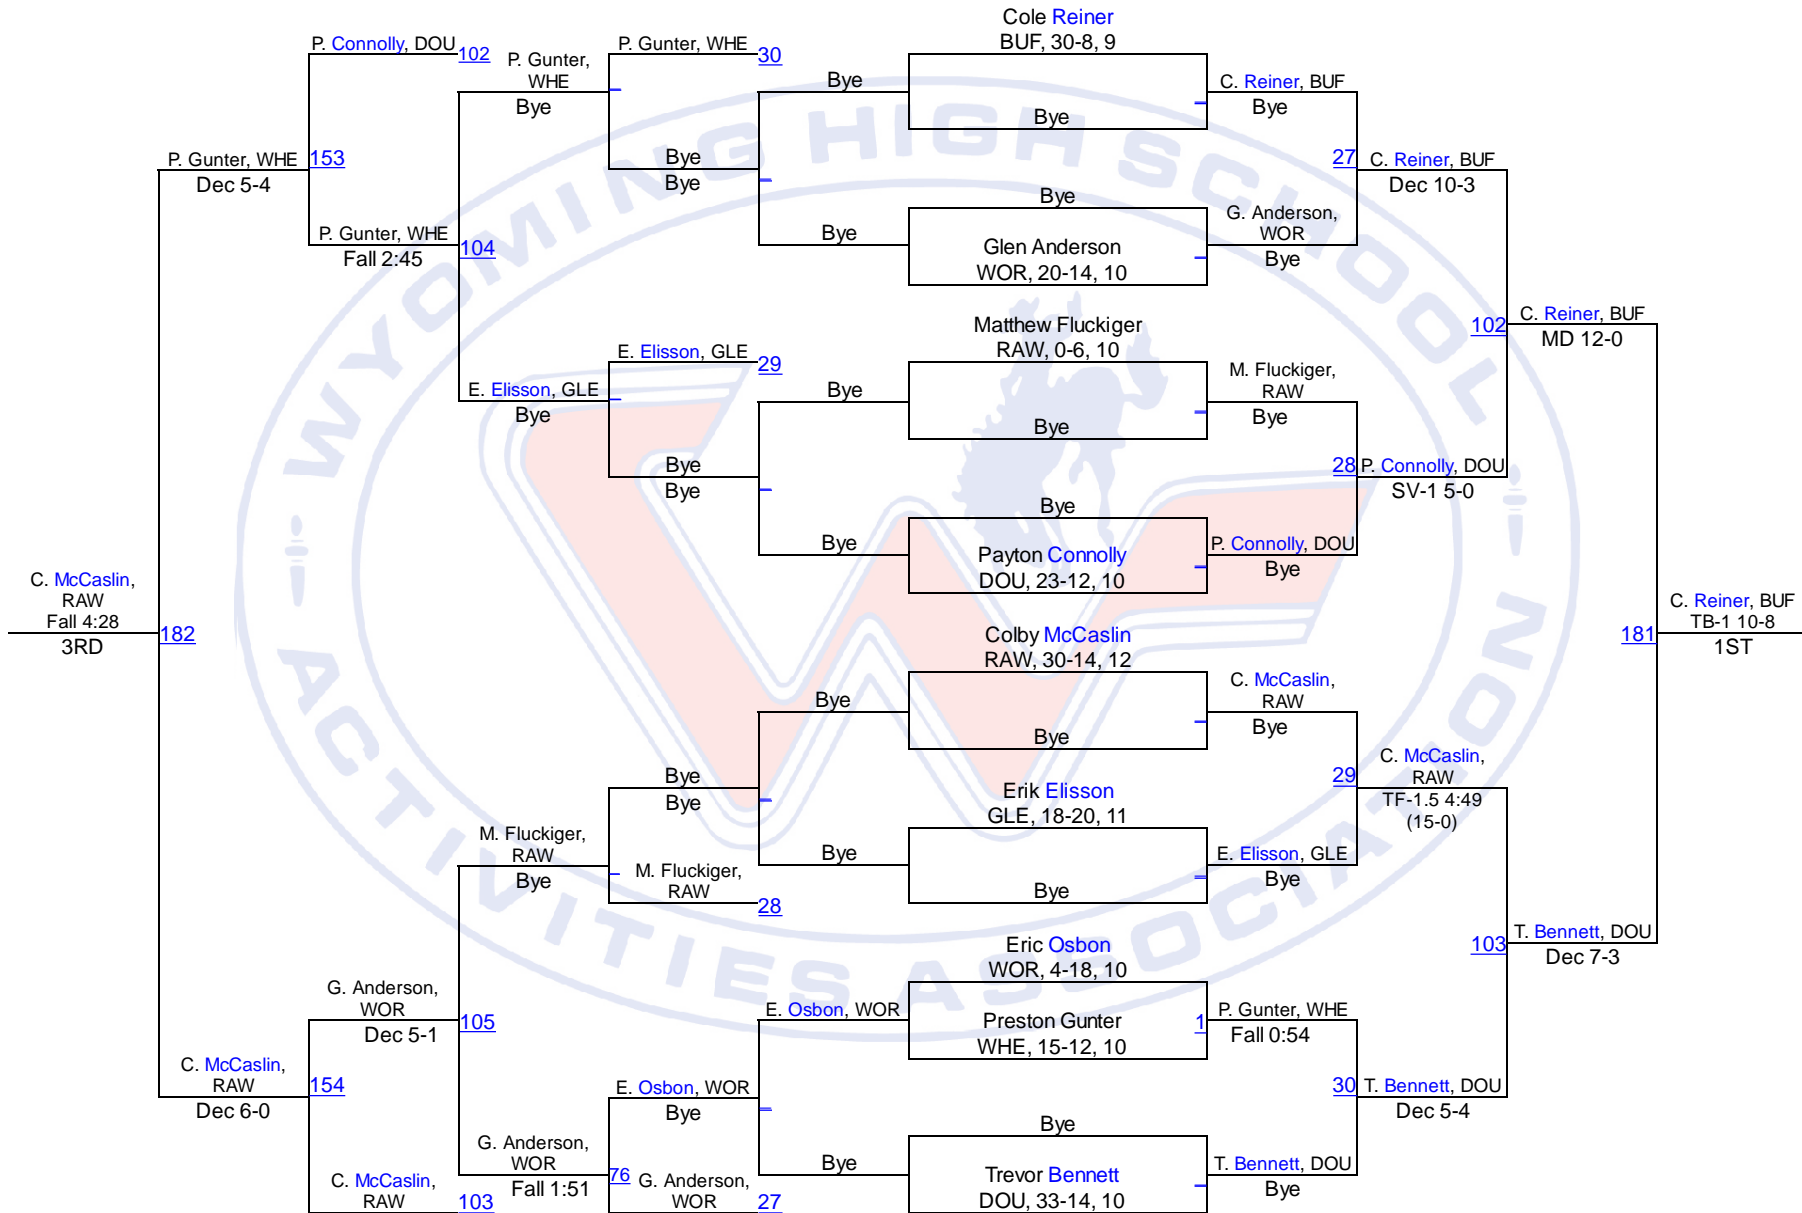 P. Connolly, DOU
102
P. Gunter, WHE
Dec 5-4
153
P. Gunter, WHE
Fall 2:45
104
P. Gunter,
WHE
Bye
P. Gunter, WHE
30
Bye
Bye
E. Elisson, GLE
Bye
E. Elisson, GLE
29
Bye
Bye
Bye
Bye
Bye
Bye
Cole Reiner
BUF, 30-8, 9
Bye
C. Reiner, BUF
Bye
Bye
Glen Anderson
WOR, 20-14, 10
G. Anderson,
WOR
Bye
27
C. Reiner, BUF
Dec 10-3
Matthew Fluckiger
RAW, 0-6, 10
Bye
M. Fluckiger,
RAW
Bye
Bye
Payton Connolly
DOU, 23-12, 10
P. Connolly, DOU
Bye
28
P. Connolly, DOU
SV-1 5-0
102
C. Reiner, BUF
MD 12-0
C. McCaslin,
RAW
Fall 4:28
3RD
182
181
C. Reiner, BUF
TB-1 10-8
1ST
Colby McCaslin
RAW, 30-14, 12
Bye
Bye
C. McCaslin,
RAW
Bye
Bye
Bye
Erik Elisson
GLE, 18-20, 11
Bye
Bye
E. Elisson, GLE
Bye
29
C. McCaslin,
RAW
TF-1.5 4:49
(15-0)
M. Fluckiger,
RAW
Bye
M. Fluckiger,
RAW
28
103
T. Bennett, DOU
Dec 7-3
Eric Osbon
WOR, 4-18, 10
E. Osbon, WOR
Preston Gunter
WHE, 15-12, 10
1
P. Gunter, WHE
Fall 0:54
G. Anderson,
WOR
Dec 5-1
105
C. McCaslin,
RAW
Dec 6-0
154
E. Osbon, WOR
Bye
30
T. Bennett, DOU
Dec 5-4
G. Anderson,
WOR
Fall 1:51
76
G. Anderson,
WOR
27
Bye
Bye
Trevor Bennett
DOU, 33-14, 10
T. Bennett, DOU
Bye
C. McCaslin,
RAW
103
WYOMING HIGH SCHOOL
ACTIVITIES ASSOCIATION